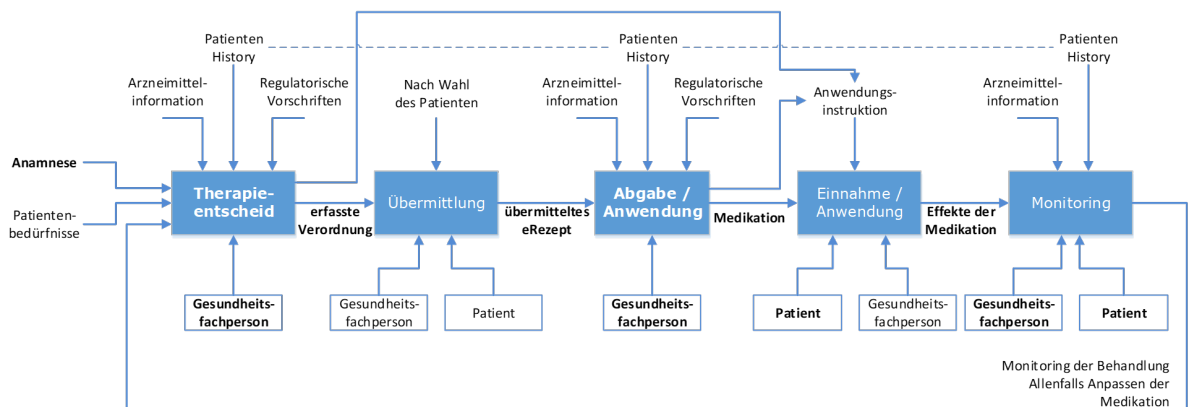 Patienten
History
Patienten
History
Patienten
History
Arzneimittel-
information
Regulatorische
Vorschriften
Nach Wahl
des Patienten
Arzneimittel-
information
Regulatorische
Vorschriften
Anwendungs-
instruktion
Arzneimittel-
information
Anamnese
Patienten-
bedürfnisse
Therapie-
entscheid
erfasste
Verordnung
Übermittlung
übermitteltes
eRezept
Abgabe /
Anwendung
Medikation
Einnahme /
Anwendung
Effekte der
Medikation
Monitoring
Gesundheits-
fachperson
Gesundheits-
fachperson
Patient
Gesundheits-
fachperson
Patient
Gesundheits-
fachperson
Gesundheits-
fachperson
Patient
Monitoring der Behandlung
Allenfalls Anpassen der
Medikation